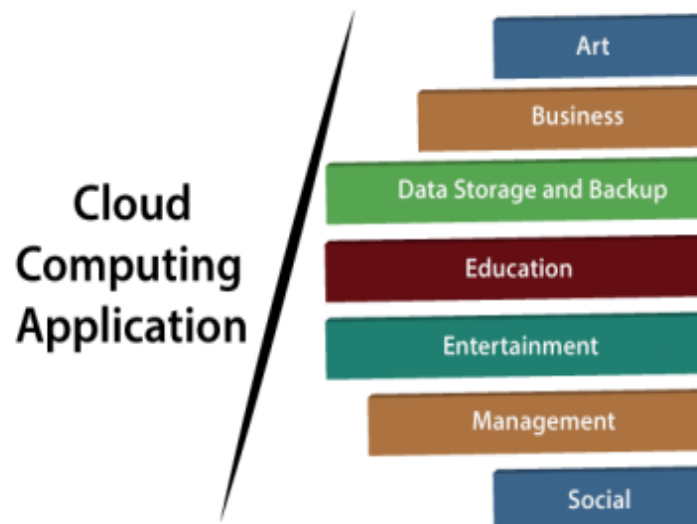 Cloud
Computing
Application
Art
Business
Data Storage and Backup
Education
Entertainment
Management
Social